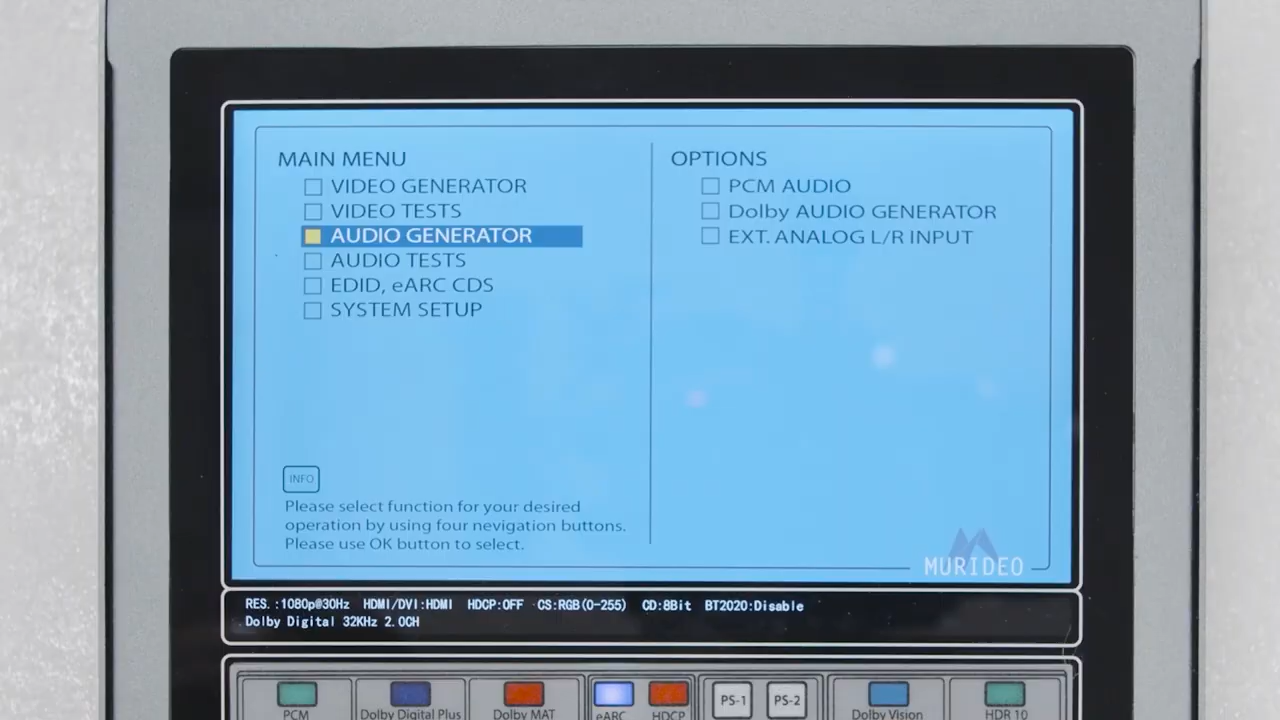 MAIN MENU
VIDEO GENERATOR
VIDEO TESTS
AUDIO GENERATOR
AUDIO TESTS
EDID, eARC CDS
SYSTEM SETUP
OPTIONS
PCM AUDIO
Dolby AUDIO GENERATOR
EXT. ANALOG L/R INPUT
INFO
Please select function for your desired
operation by using four nevigation buttons.
Please use OK button to select.
MURIDEO
RES.:1080p@30Hz HDMI/DVI:HDMI HDCP:OFF CS:RGB(0-255) CD:8Bit BT2020:Disable
Dolby Digital 32KHz 2.0CH
PCM Dolby Digital Plus Dolby MAT eARC HDCP PS-1 PS-2 Dolby Vision HDR 10